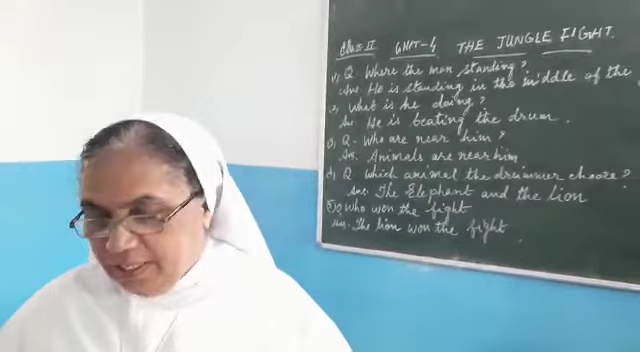 Class II UNIT-4 THE JUNGLE FIGHT.
1) Q. Where the man standing?
Ans. He is standing in the middle of the
2) What is he doing?
An. He is beating the drum.
3) Q- Who are near him?
An. Animals are near him
4) Q which animal the drummer chooze?
Ans: The Elephant and the lion
5) Q. Who won the fight
Ans. The lion won the fight.